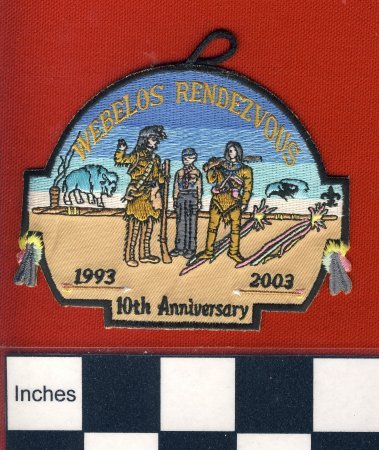 WEBELOS RENDEZVOUS
1993 2003
10th Anniversary
Inches